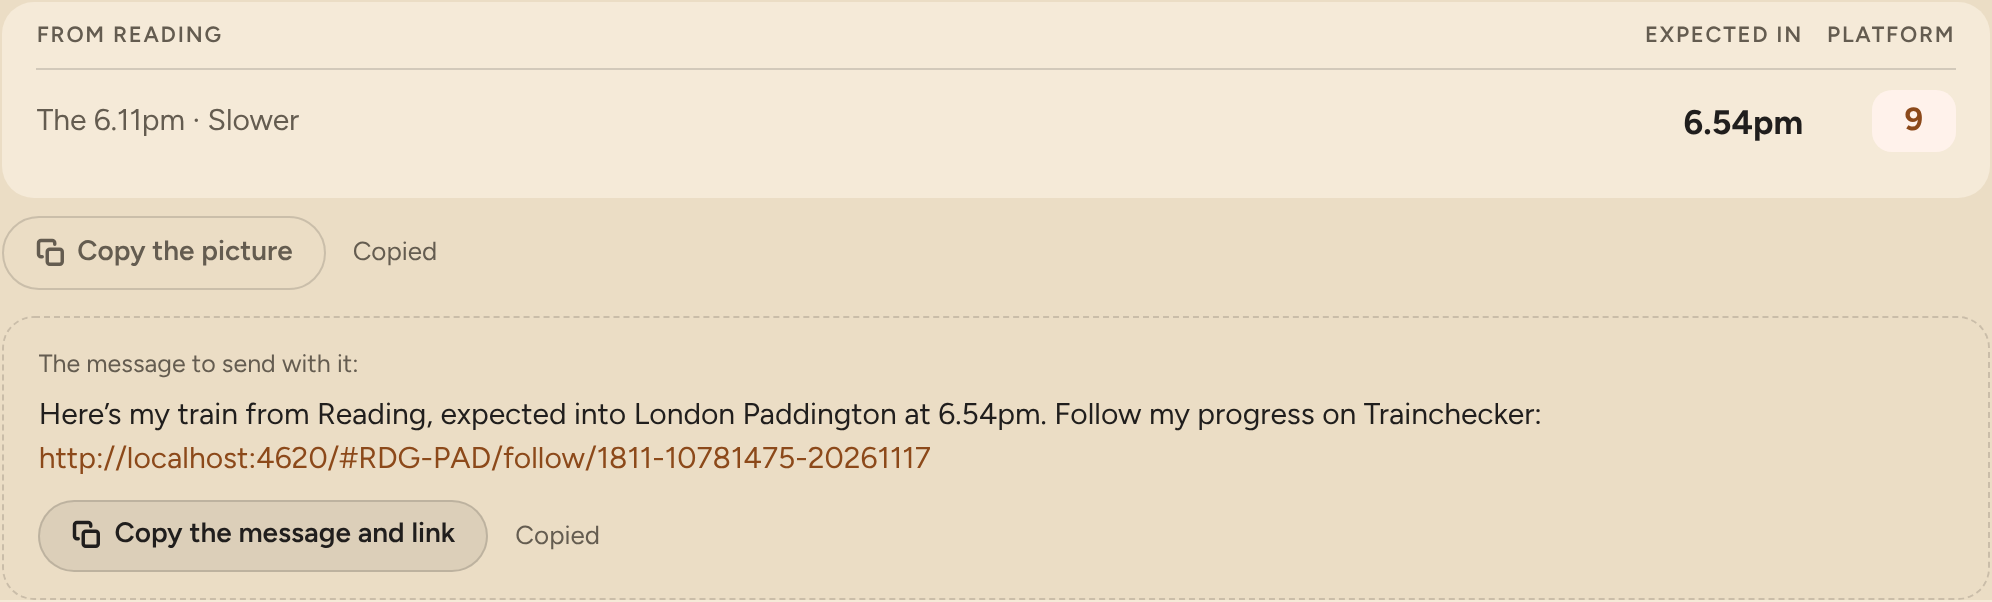 FROM READING EXPECTED IN PLATFORM
The 6.11pm · Slower 6.54pm 9
Copy the picture Copied
The message to send with it:
Here’s my train from Reading, expected into London Paddington at 6.54pm. Follow my progress on Trainchecker:
http://localhost:4620/#RDG-PAD/follow/1811-10781475-20261117
Copy the message and link Copied